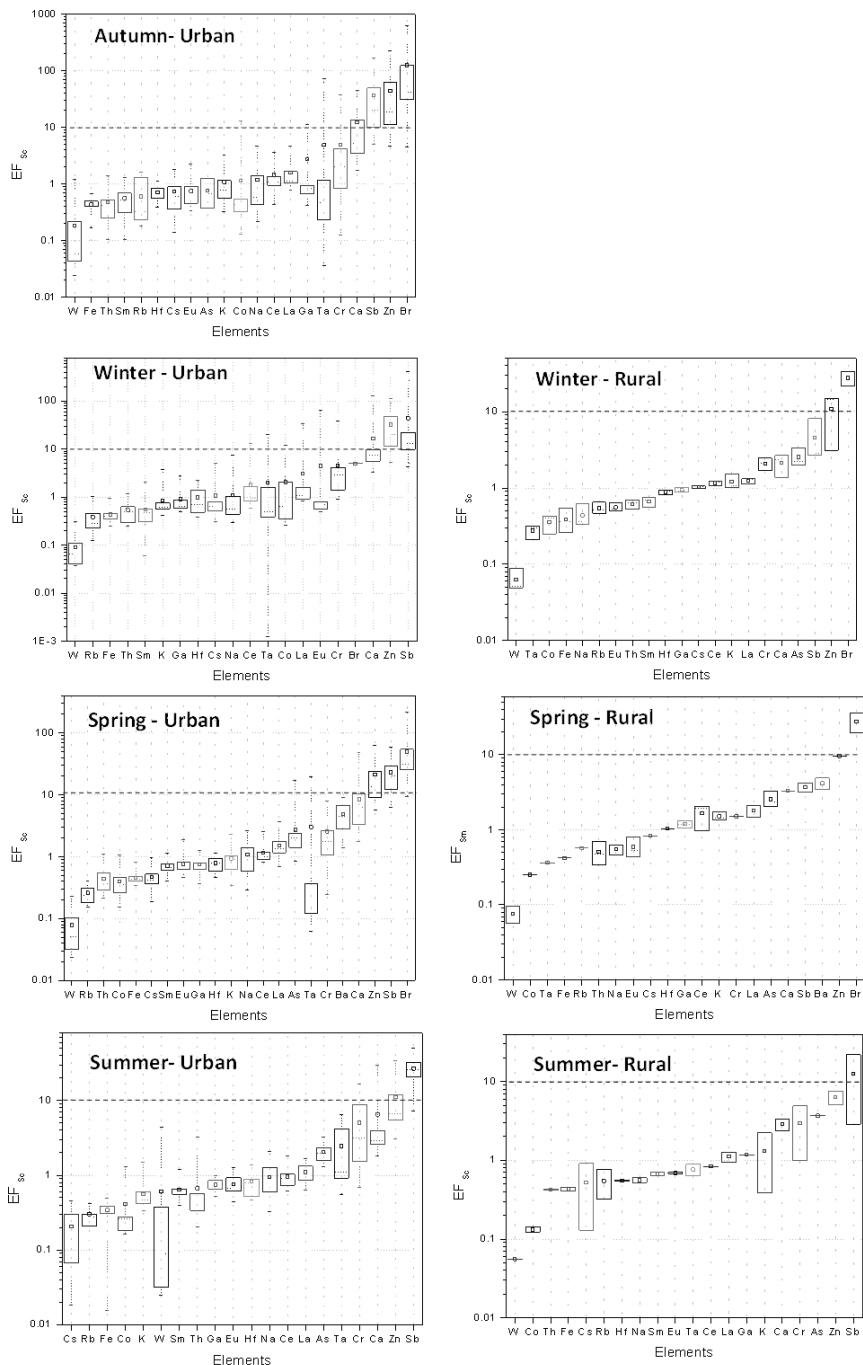 Autumn- Urban
EF Sc
1000
100
10
1
0.1
0.01
W Fe Th Sm Rb Hf Cs Eu As K Co Na Ce La Ga Ta Cr Ca Sb Zn Br
Elements
Winter - Urban
EF Sc
100
10
1
0.1
0.01
1E-3
W Rb Fe Th Sm K Ga Hf Cs Na Ce Ta Co La Eu Cr Br Ca Zn Sb
Elements
Winter - Rural
EF Sc
10
1
0.1
0.01
W Ta Co Fe Na Rb Eu Th Sm Hf Ga Cs Ce K La Cr Ca As Sb Zn Br
Elements
Spring - Urban
EF Sc
100
10
1
0.1
0.01
W Rb Th Co Fe Cs Sm Eu Ga Hf K Na Ce La As Ta Cr Ba Ca Zn Sb Br
Elements
Spring - Rural
EF Sm
10
1
0.1
0.01
W Co Ta Fe Rb Th Na Eu Cs Hf Ga Ce K Cr La As Ca Sb Ba Zn Br
Elements
Summer- Urban
EF Sc
10
1
0.1
0.01
Cs Rb Fe Co K W Sm Th Ga Eu Hf Na Ce La As Ta Cr Ca Zn Sb
Elements
Summer- Rural
EF Sc
10
1
0.1
0.01
W Co Th Fe Cs Rb Hf Na Sm Eu Ta Ce La Ga K Ca Cr As Zn Sb
Elements